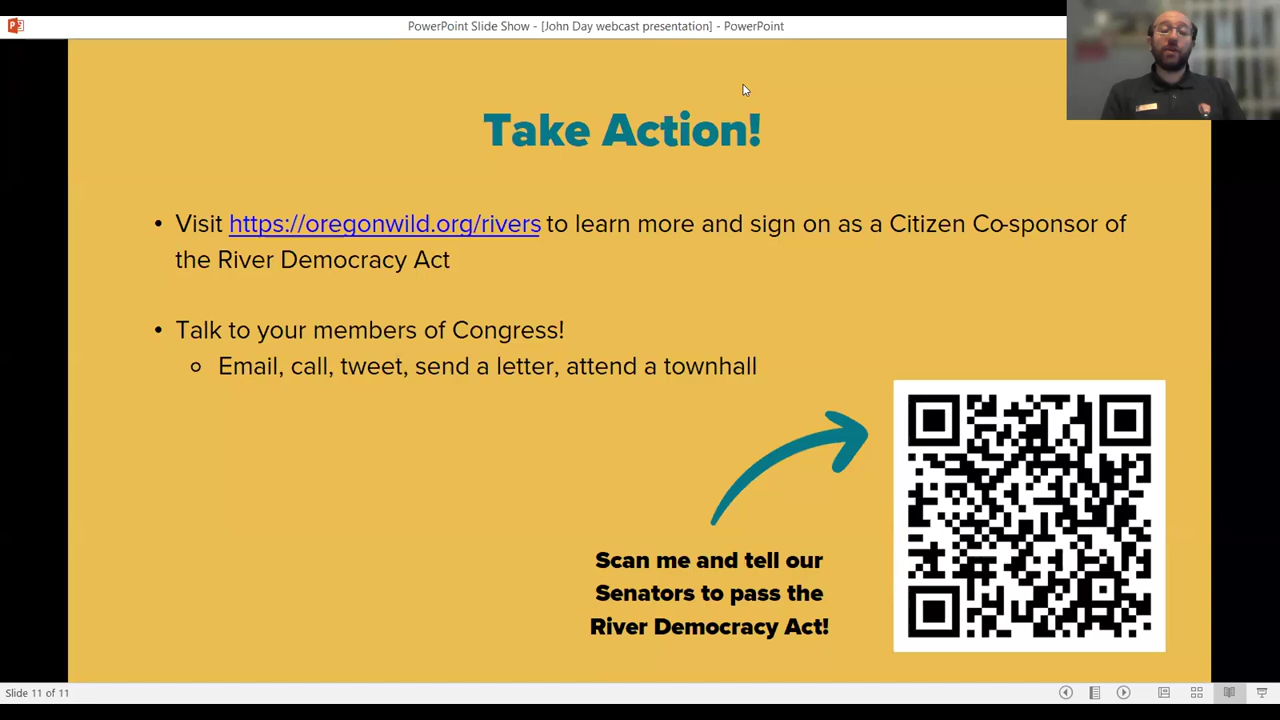 PowerPoint Slide Show - [John Day webcast presentation] - PowerPoint
Take Action!
• Visit https://oregonwild.org/rivers to learn more and sign on as a Citizen Co-sponsor of
the River Democracy Act
• Talk to your members of Congress!
Email, call, tweet, send a letter, attend a townhall
Scan me and tell our
Senators to pass the
River Democracy Act!
Slide 11 of 11